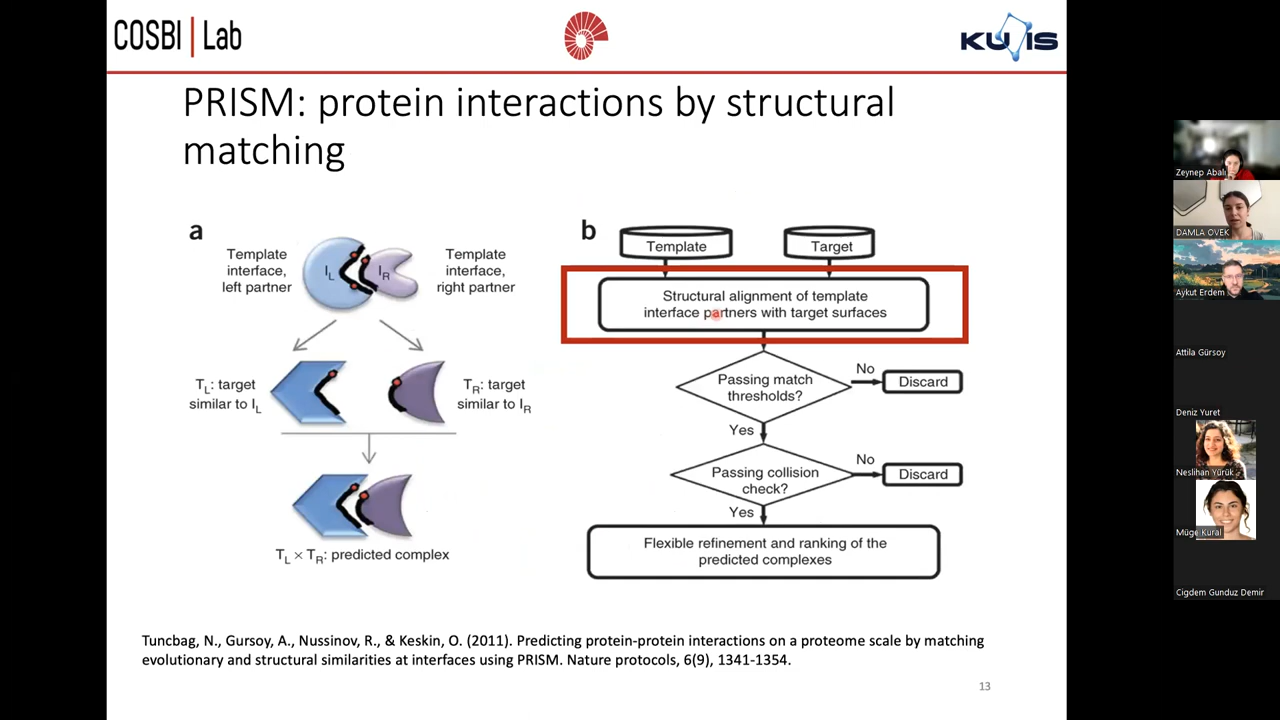 COSBI | Lab
KUIS
PRISM: protein interactions by structural
matching
a
Template
interface,
left partner
IL
IR
Template
interface,
right partner
TL: target
similar to IL
TR: target
similar to IR
TL × TR: predicted complex
b
Template
Target
Structural alignment of template
interface partners with target surfaces
Passing match
thresholds?
No
Discard
Yes
Passing collision
check?
No
Discard
Yes
Flexible refinement and ranking of the
predicted complexes
Tuncbag, N., Gursoy, A., Nussinov, R., & Keskin, O. (2011). Predicting protein-protein interactions on a proteome scale by matching
evolutionary and structural similarities at interfaces using PRISM. Nature protocols, 6(9), 1341-1354.
13
Zeynep Abalı
DAMLA OVEK
Aykut Erdem
Attila Gürsoy
Deniz Yuret
Neslihan Yürük
Müge Kural
Cigdem Gunduz Demir